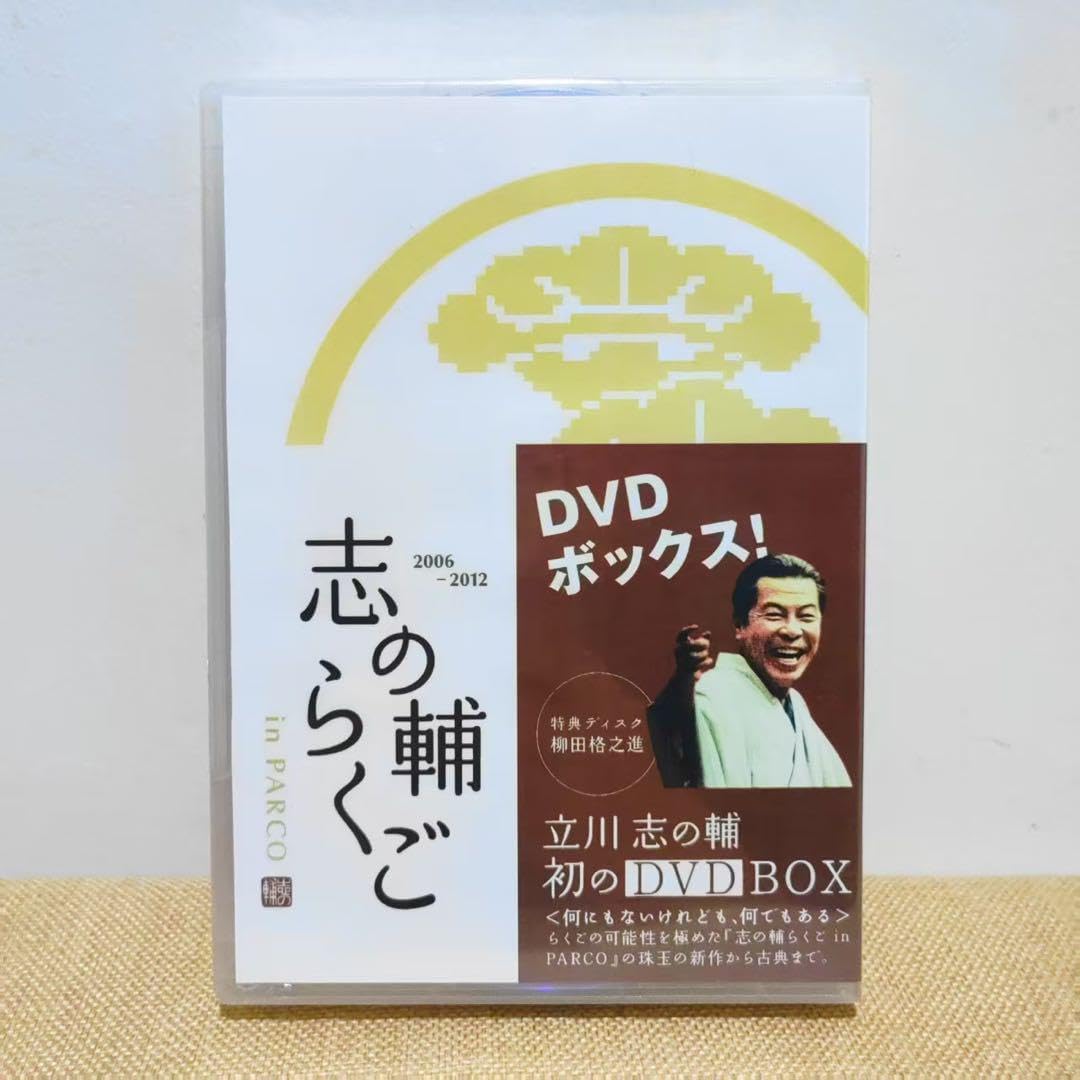 志の輔
らくご
2006
-2012
in PARCO
DVD
ボックス!
特典ディスク
柳田格之進
立川 志の輔
初のDVD BOX
<何にもないけれども、何でもある>
らくごの可能性を極めた『志の輔らくご in
PARCO』の珠玉の新作から古典まで。